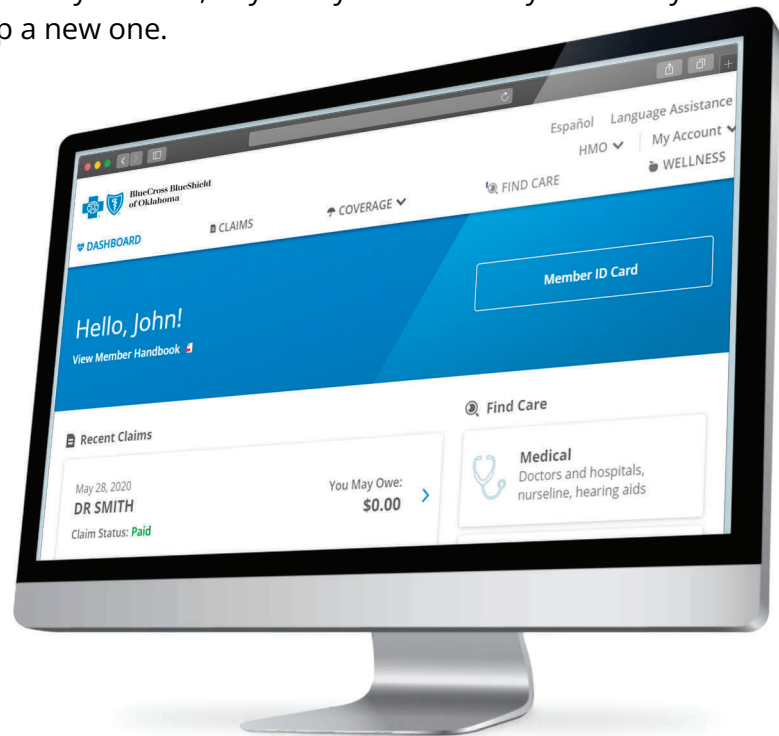 p a new one.
Español Language Assistance
HMO My Account
BlueCross BlueShield
of Oklahoma
DASHBOARD CLAIMS COVERAGE FIND CARE WELLNESS
Hello, John!
View Member Handbook
Member ID Card
Recent Claims
May 28, 2020
DR SMITH
Claim Status: Paid
You May Owe:
$0.00
Find Care
Medical
Doctors and hospitals,
nurseline, hearing aids